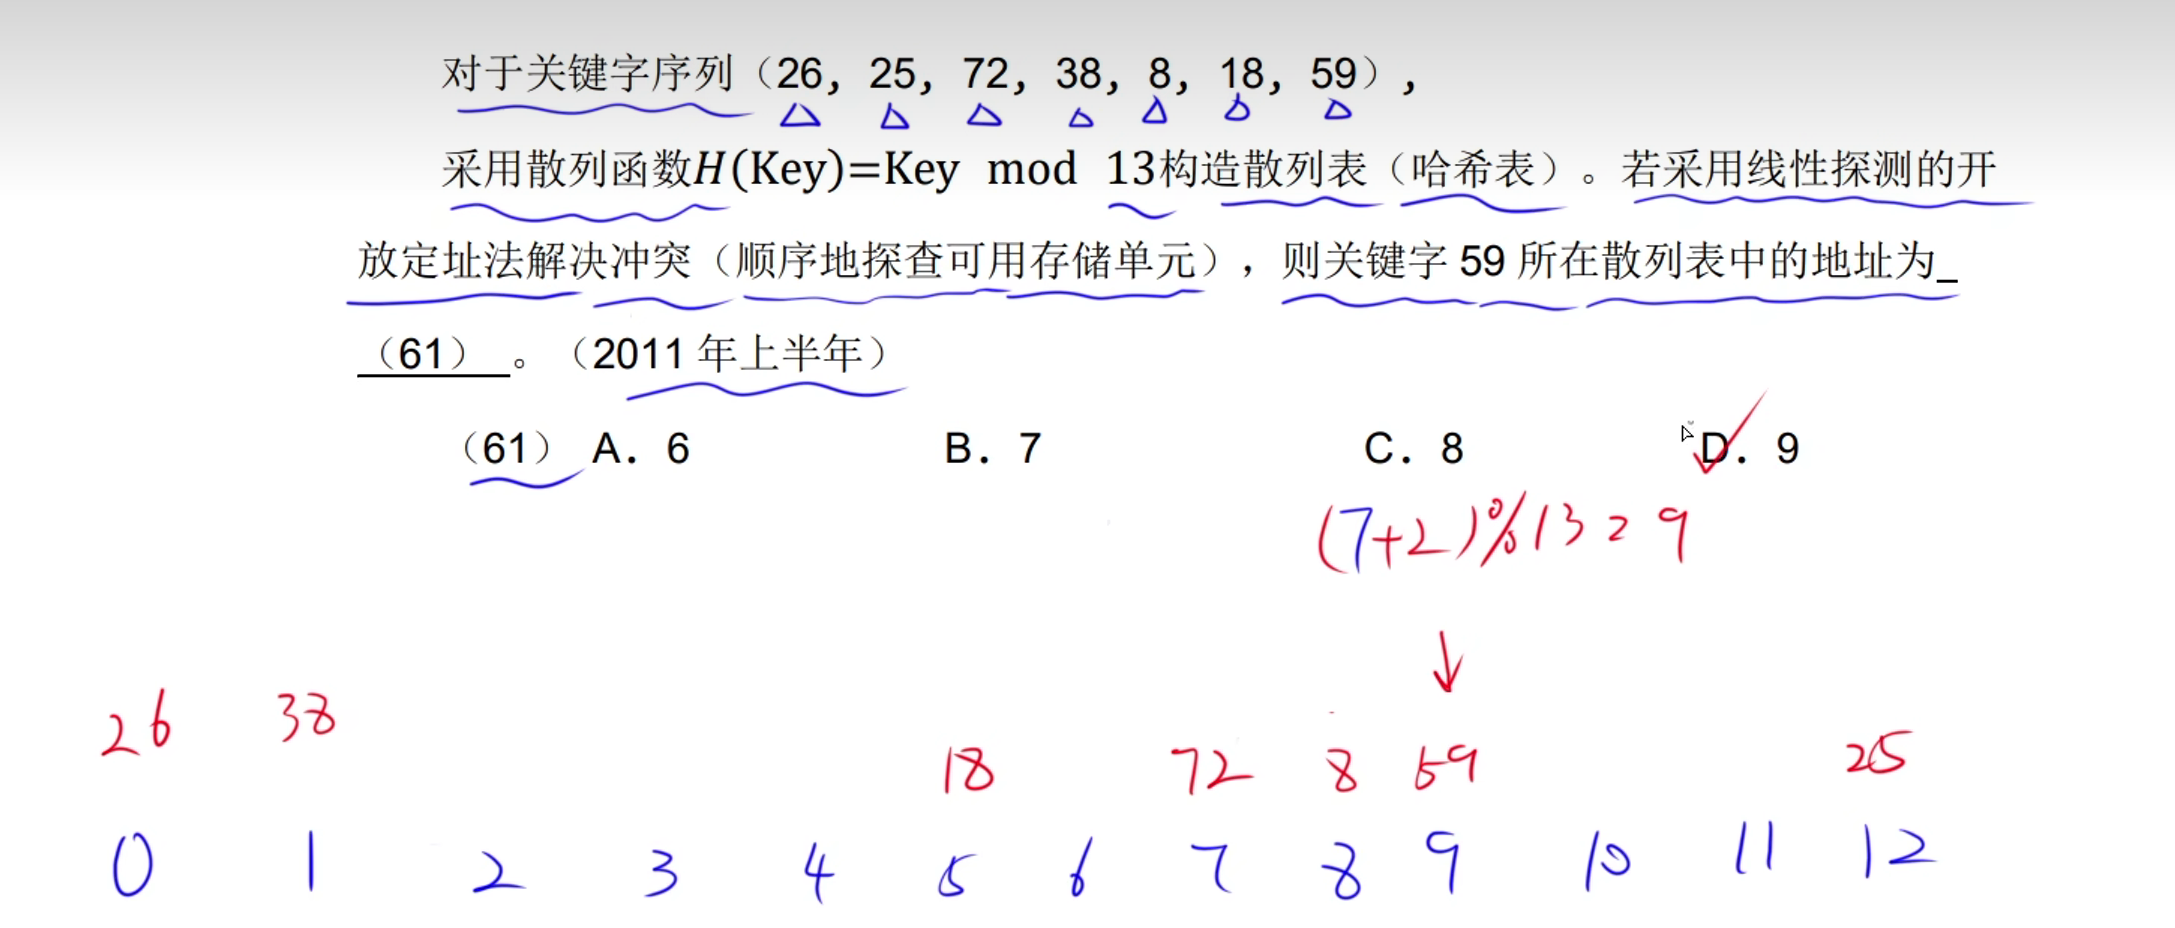 对于关键字序列（26，25，72，38，8，18，59），
采用散列函数H(Key)=Key mod 13构造散列表（哈希表）。若采用线性探测的开
放定址法解决冲突（顺序地探查可用存储单元），则关键字 59 所在散列表中的地址为_
（61）。（2011 年上半年）
（61） A．6 B．7 C．8 D．9
(7+2)%13=9
26 38 18 72 8 59 25
0 1 2 3 4 5 6 7 8 9 10 11 12